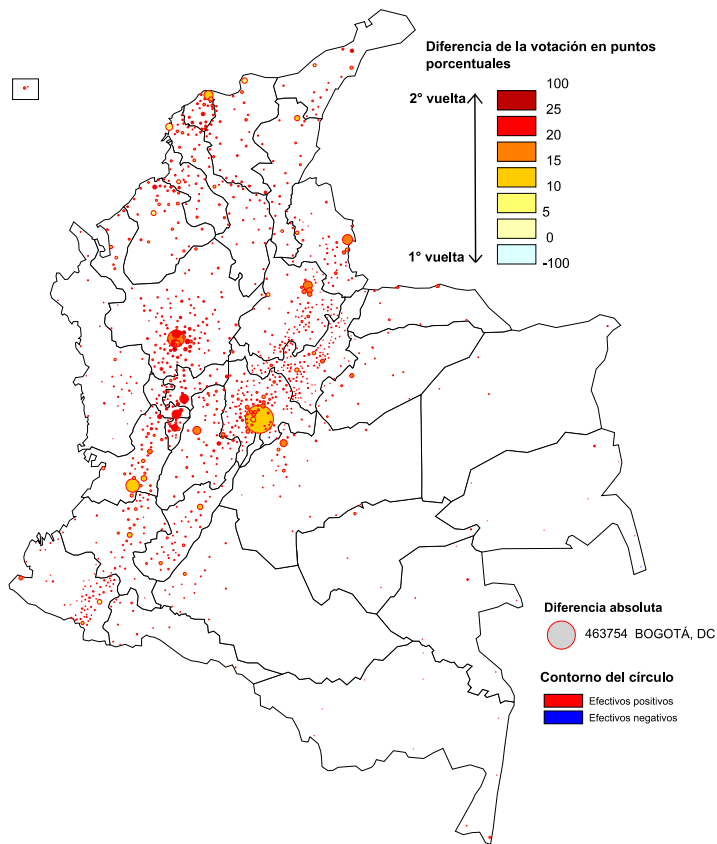 Diferencia de la votación en puntos
porcentuales
2° vuelta
1° vuelta
100
25
20
15
10
5
0
-100
Diferencia absoluta
463754 BOGOTÁ, DC
Contorno del círculo
Efectivos positivos
Efectivos negativos